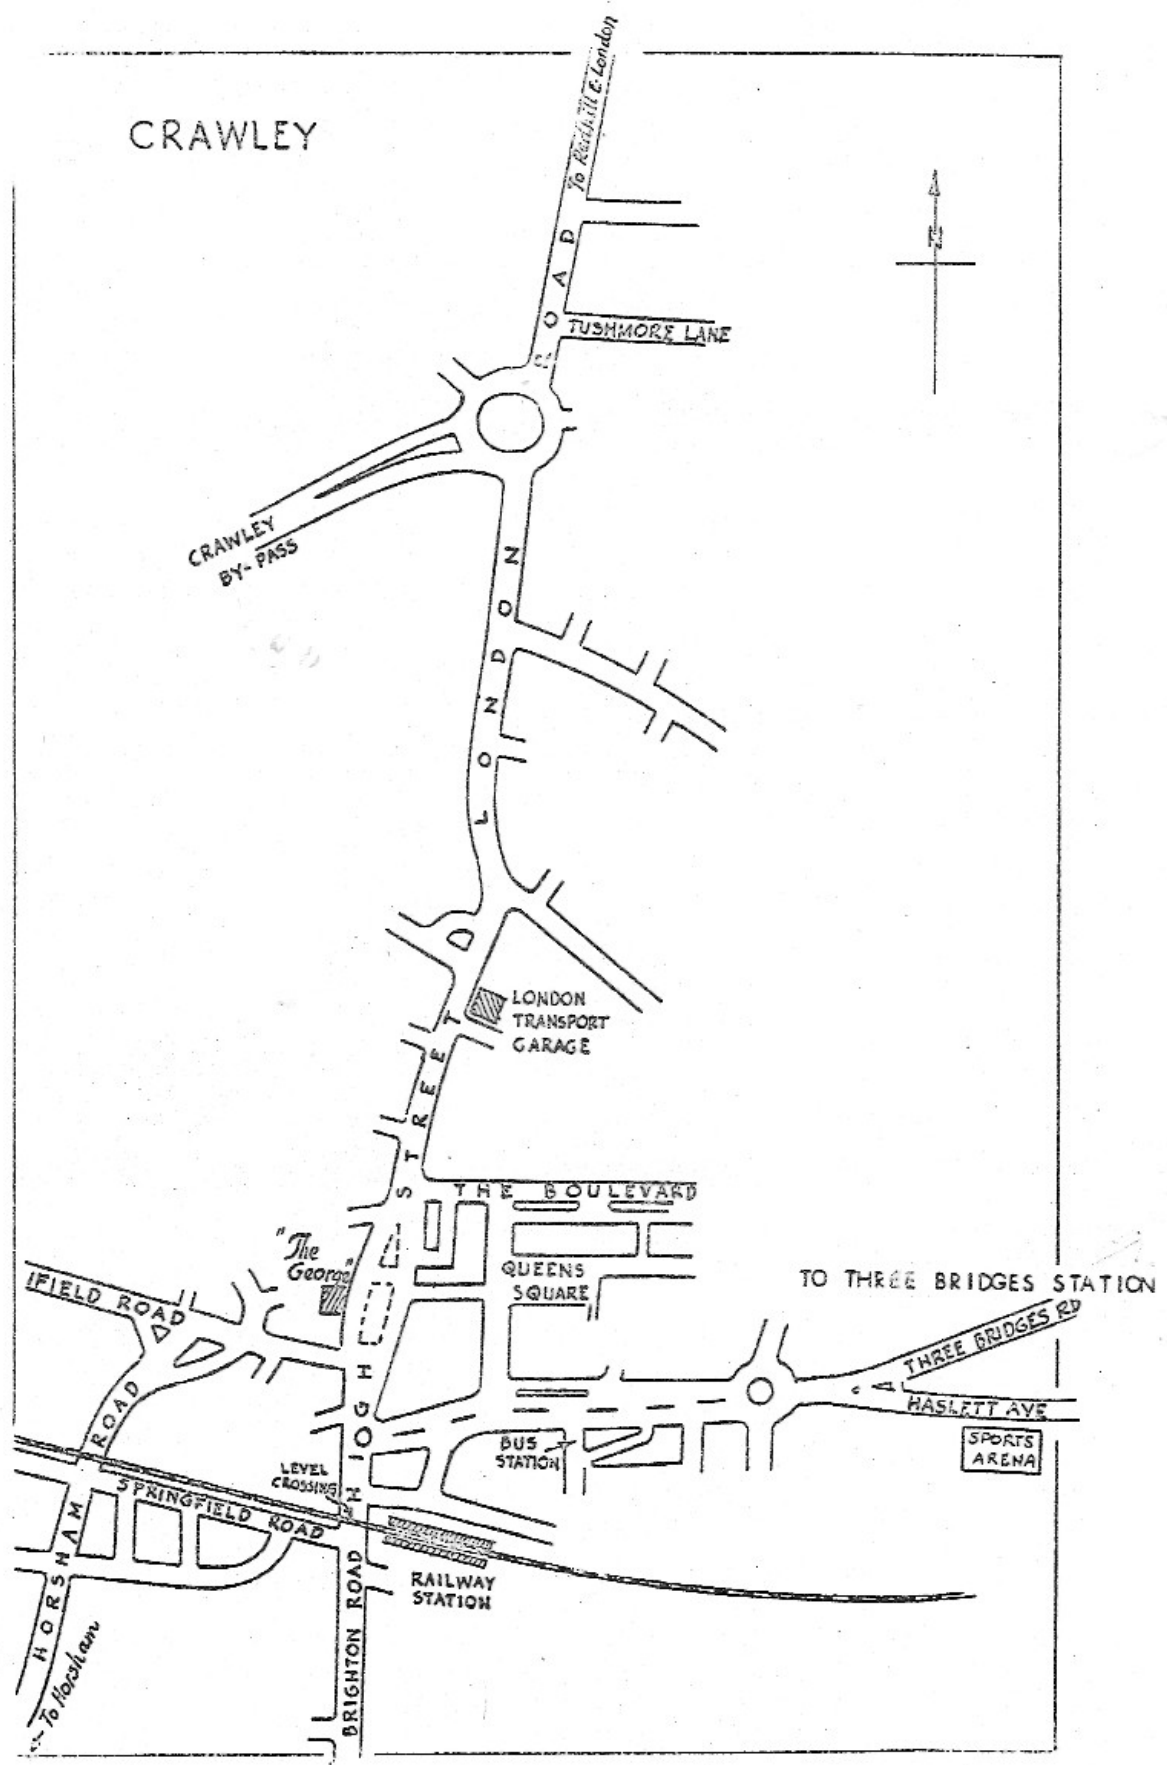 To Redhill & London
CRAWLEY
N
TUSHMORE LANE
LONDON ROAD
CRAWLEY
BY-PASS
LONDON
TRANSPORT
GARAGE
HIGH STREET
THE BOULEVARD
"The
George"
QUEENS
SQUARE
TO THREE BRIDGES STATION
IFIELD ROAD
THREE BRIDGES RD
HASLETT AVE
SPORTS
ARENA
BUS
STATION
LEVEL
CROSSING
SPRINGFIELD ROAD
HORSHAM ROAD
RAILWAY
STATION
BRIGHTON ROAD
To Horsham